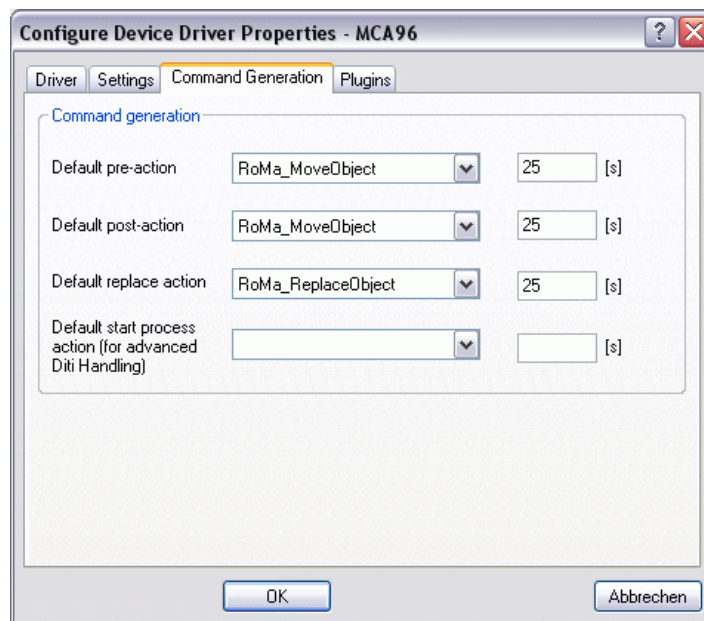 Configure Device Driver Properties - MCA96
Driver Settings Command Generation Plugins
Command generation
Default pre-action RoMa_MoveObject 25 [s]
Default post-action RoMa_MoveObject 25 [s]
Default replace action RoMa_ReplaceObject 25 [s]
Default start process
action (for advanced [s]
Diti Handling)
OK Abbrechen